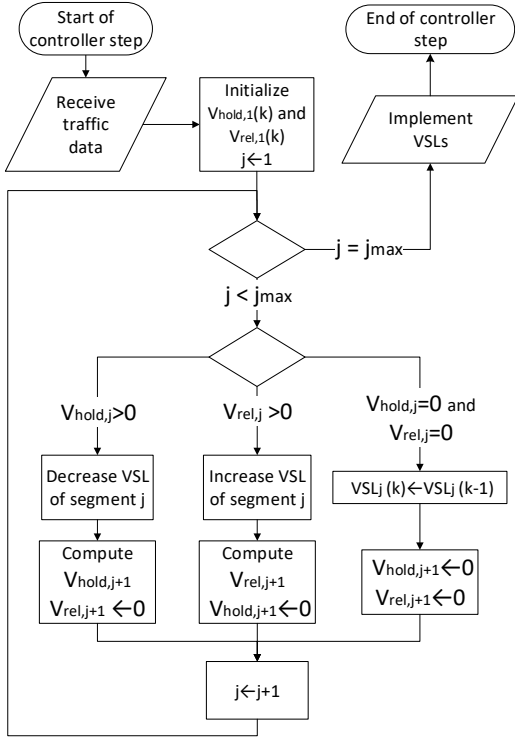 Start of
controller step
End of controller
step
Receive
traffic
data
Initialize
Vhold,1(k) and
Vrel,1(k)
j←1
Implement
VSLs
j = jmax
j < jmax
Vhold,j>0
Vrel,j >0
Vhold,j=0 and
Vrel,j=0
Decrease VSL
of segment j
Increase VSL
of segment j
VSLj (k)←VSLj (k-1)
Compute
Vhold,j+1
Vrel,j+1 ←0
Compute
Vrel,j+1
Vhold,j+1←0
Vhold,j+1←0
Vrel,j+1 ←0
j←j+1